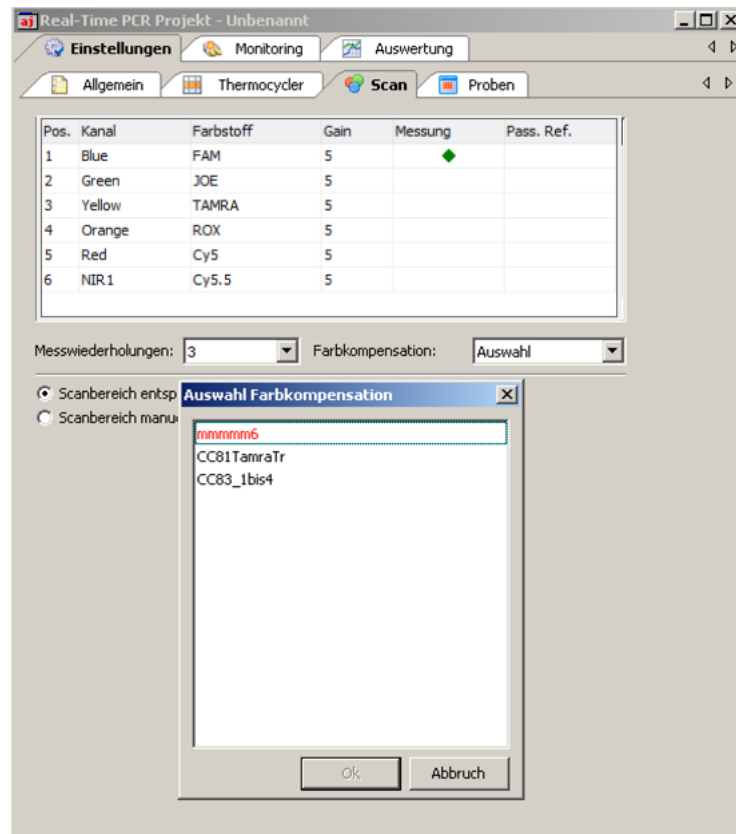 aj Real-Time PCR Projekt - Unbenannt
Einstellungen Monitoring Auswertung
Allgemein Thermocycler Scan Proben
Pos. Kanal Farbstoff Gain Messung Pass. Ref.
1 Blue FAM 5
2 Green JOE 5
3 Yellow TAMRA 5
4 Orange ROX 5
5 Red Cy5 5
6 NIR1 Cy5.5 5
Messwiederholungen: 3 Farbkompensation: Auswahl
Scanbereich entsp
Scanbereich manu
Auswahl Farbkompensation
mmmmm6
CC81TamraTr
CC83_1bis4
Ok Abbruch